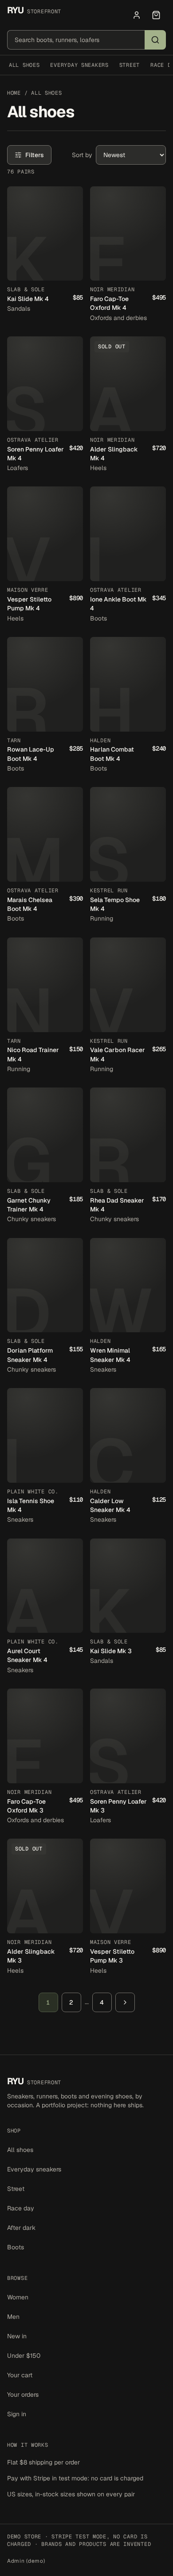 RYU STOREFRONT
Search boots, runners, loafers
ALL SHOES EVERYDAY SNEAKERS STREET RACE
HOME / ALL SHOES
All shoes
Filters
Sort by Newest
76 PAIRS
K
F
SLAB & SOLE
Kai Slide Mk 4 $85
Sandals
NOIR MERIDIAN
Faro Cap-Toe Oxford Mk 4 $495
Oxfords and derbies
S
SOLD OUT
A
OSTRAVA ATELIER
Soren Penny Loafer Mk 4 $420
Loafers
NOIR MERIDIAN
Alder Slingback Mk 4 $720
Heels
V
I
MAISON VERRE
Vesper Stiletto Pump Mk 4 $890
Heels
OSTRAVA ATELIER
Ione Ankle Boot Mk 4 $345
Boots
R
H
TARN
Rowan Lace-Up Boot Mk 4 $285
Boots
HALDEN
Harlan Combat Boot Mk 4 $240
Boots
M
S
OSTRAVA ATELIER
Marais Chelsea Boot Mk 4 $390
Boots
KESTREL RUN
Sela Tempo Shoe Mk 4 $180
Running
N
V
TARN
Nico Road Trainer Mk 4 $150
Running
KESTREL RUN
Vale Carbon Racer Mk 4 $265
Running
G
R
SLAB & SOLE
Garnet Chunky Trainer Mk 4 $185
Chunky sneakers
SLAB & SOLE
Rhea Dad Sneaker Mk 4 $170
Chunky sneakers
D
W
SLAB & SOLE
Dorian Platform Sneaker Mk 4 $155
Chunky sneakers
HALDEN
Wren Minimal Sneaker Mk 4 $165
Sneakers
I
C
PLAIN WHITE CO.
Isla Tennis Shoe Mk 4 $110
Sneakers
HALDEN
Calder Low Sneaker Mk 4 $125
Sneakers
A
K
PLAIN WHITE CO.
Aurel Court Sneaker Mk 4 $145
Sneakers
SLAB & SOLE
Kai Slide Mk 3 $85
Sandals
F
S
NOIR MERIDIAN
Faro Cap-Toe Oxford Mk 3 $495
Oxfords and derbies
OSTRAVA ATELIER
Soren Penny Loafer Mk 3 $420
Loafers
SOLD OUT
A
V
NOIR MERIDIAN
Alder Slingback Mk 3 $720
Heels
MAISON VERRE
Vesper Stiletto Pump Mk 3 $890
Heels
1 2 … 4
RYU STOREFRONT
Sneakers, runners, boots and evening shoes, by occasion. A portfolio project: nothing here ships.
SHOP
All shoes
Everyday sneakers
Street
Race day
After dark
Boots
BROWSE
Women
Men
New in
Under $150
Your cart
Your orders
Sign in
HOW IT WORKS
Flat $8 shipping per order
Pay with Stripe in test mode: no card is charged
US sizes, in-stock sizes shown on every pair
DEMO STORE · STRIPE TEST MODE, NO CARD IS CHARGED · BRANDS AND PRODUCTS ARE INVENTED
Admin (demo)